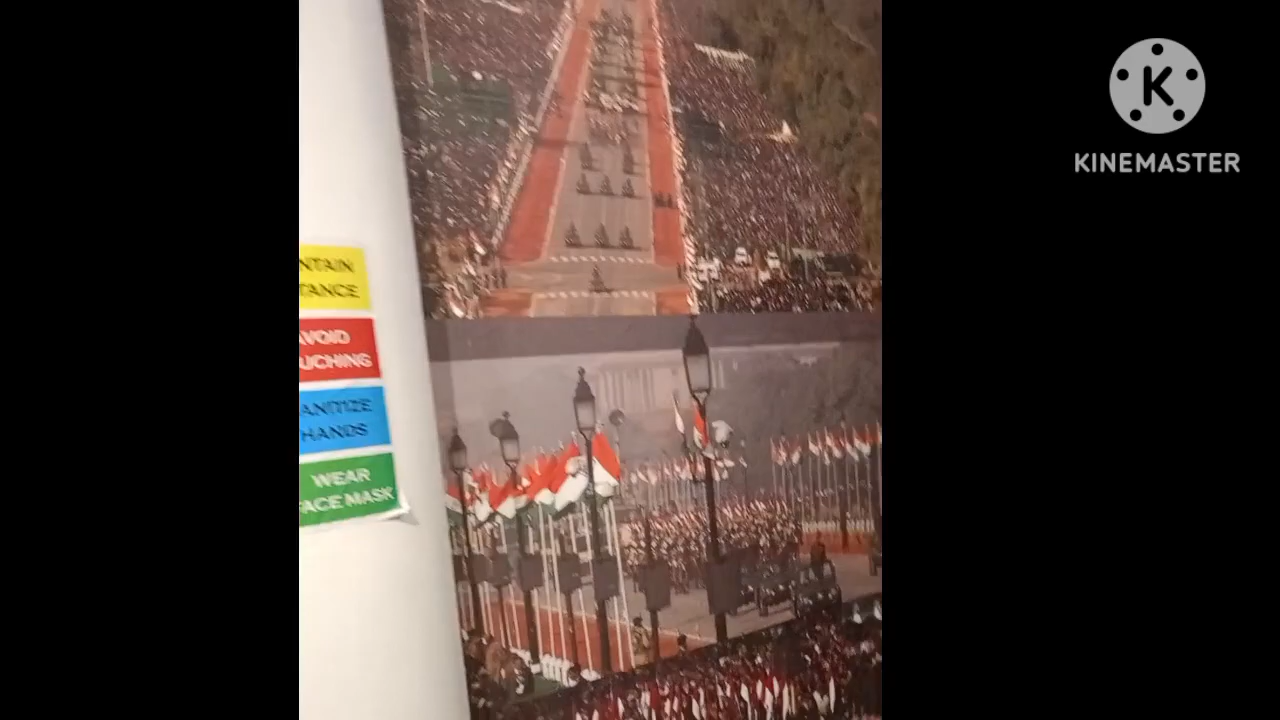 NTAIN
TANCE
AVOID
UCHING
ANITIZE
HANDS
WEAR
ACE MASK
KINEMASTER